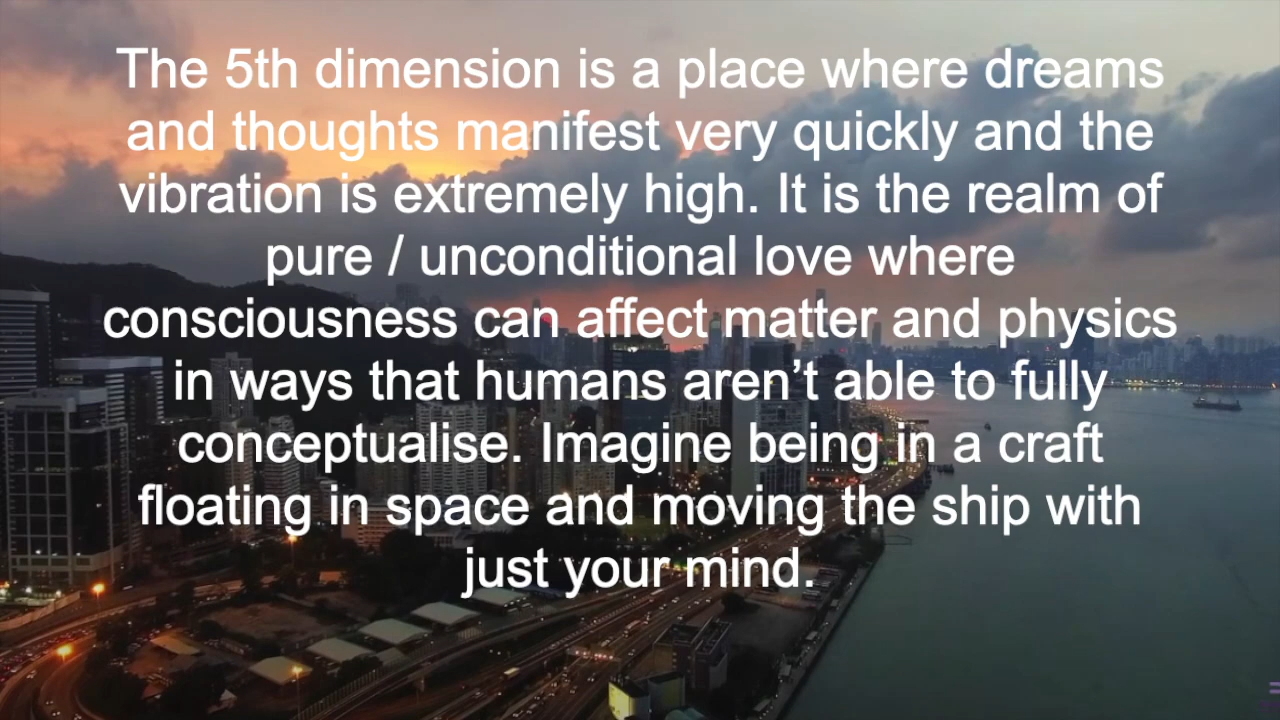 The 5th dimension is a place where dreams
and thoughts manifest very quickly and the
vibration is extremely high. It is the realm of
pure / unconditional love where
consciousness can affect matter and physics
in ways that humans aren’t able to fully
conceptualise. Imagine being in a craft
floating in space and moving the ship with
just your mind.